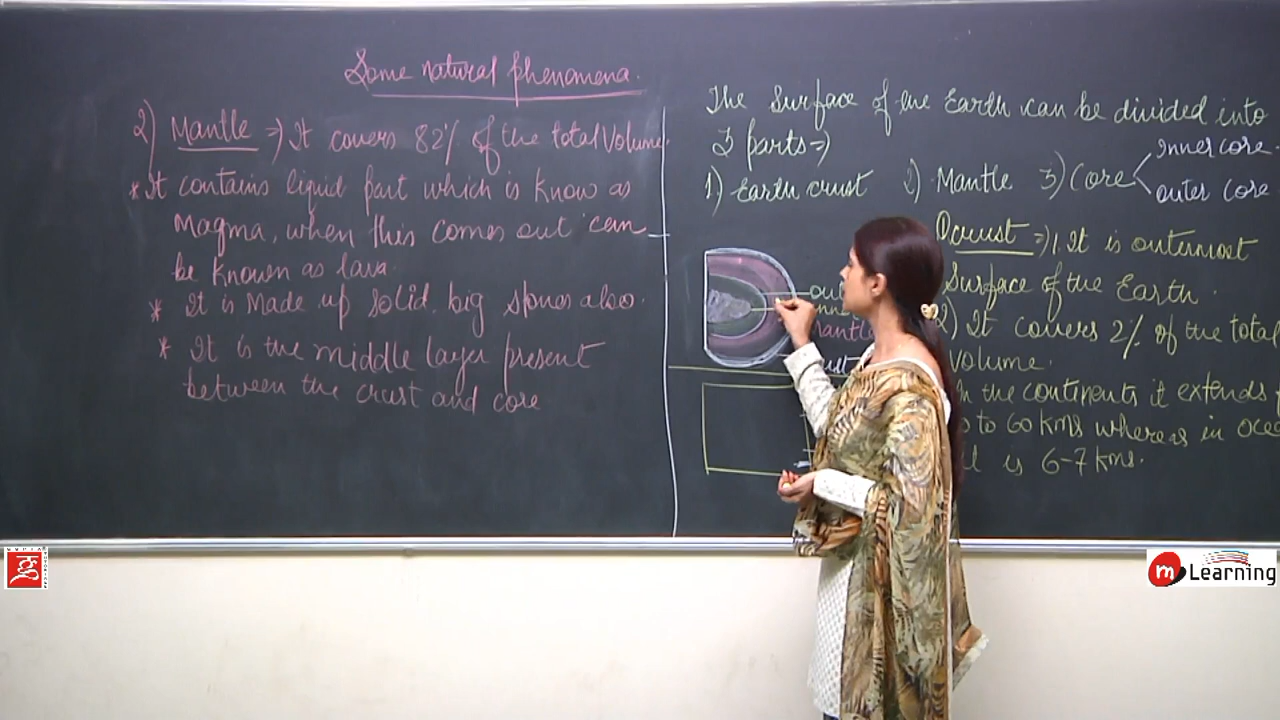 Some natural phenomena.
2) Mantle => It covers 82% of the total Volume.
* It contains liquid part which is know as
Magma, when this comes out can
be known as lava.
* It is Made up solid big stones also.
* It is the middle layer present
between the crust and core
The Surface of the Earth can be divided into
3 parts =>
1) Earth crust 2) Mantle 3) Core
inner core.
outer core
crust => 1. It is outermost
Surface of the Earth.
2) It covers 2% of the total
Volume.
In the continents it extends
to 60 kms whereas in
is 6-7 kms.
Mantle
m Learning